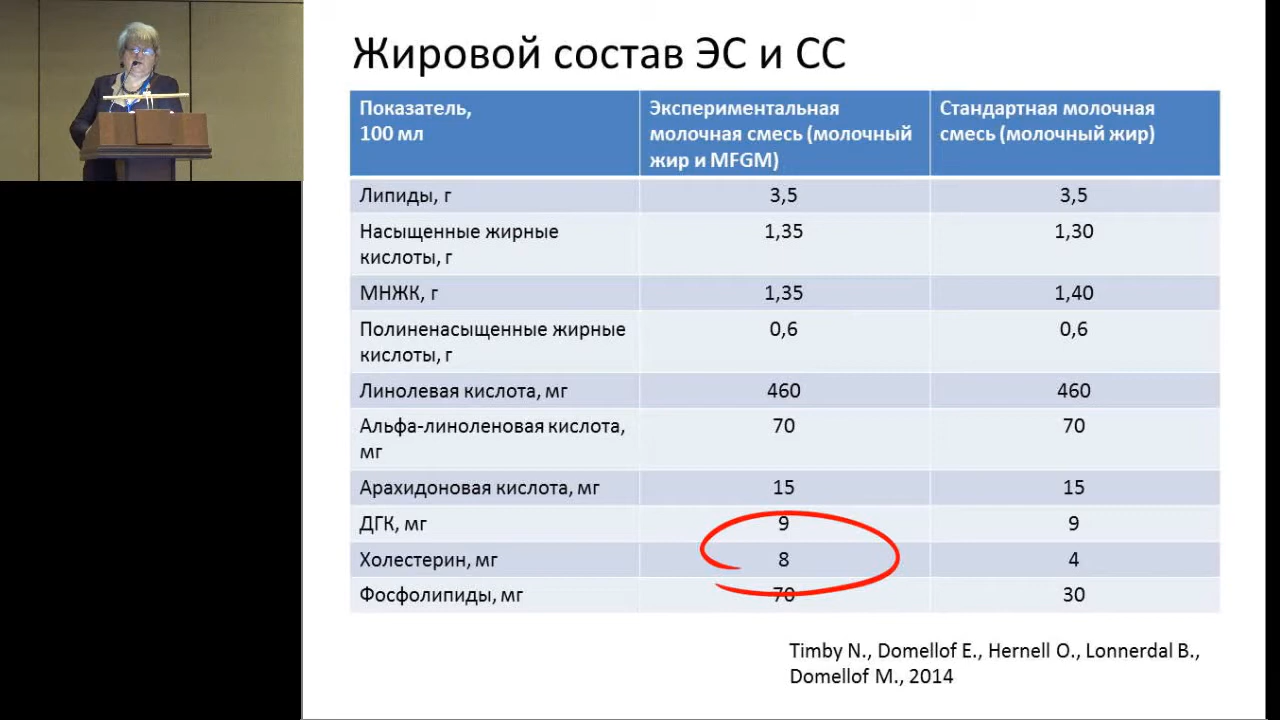 Жировой состав ЭС и СС
Показатель,
100 мл
Экспериментальная
молочная смесь (молочный
жир и MFGM)
Стандартная молочная
смесь (молочный жир)
Липиды, г 3,5 3,5
Насыщенные жирные
кислоты, г
1,35 1,30
МНЖК, г 1,35 1,40
Полиненасыщенные жирные
кислоты, г
0,6 0,6
Линолевая кислота, мг 460 460
Альфа-линоленовая кислота,
мг
70 70
Арахидоновая кислота, мг 15 15
ДГК, мг 9 9
Холестерин, мг 8 4
Фосфолипиды, мг 70 30
Timby N., Domellof E., Hernell O., Lonnerdal B.,
Domellof M., 2014